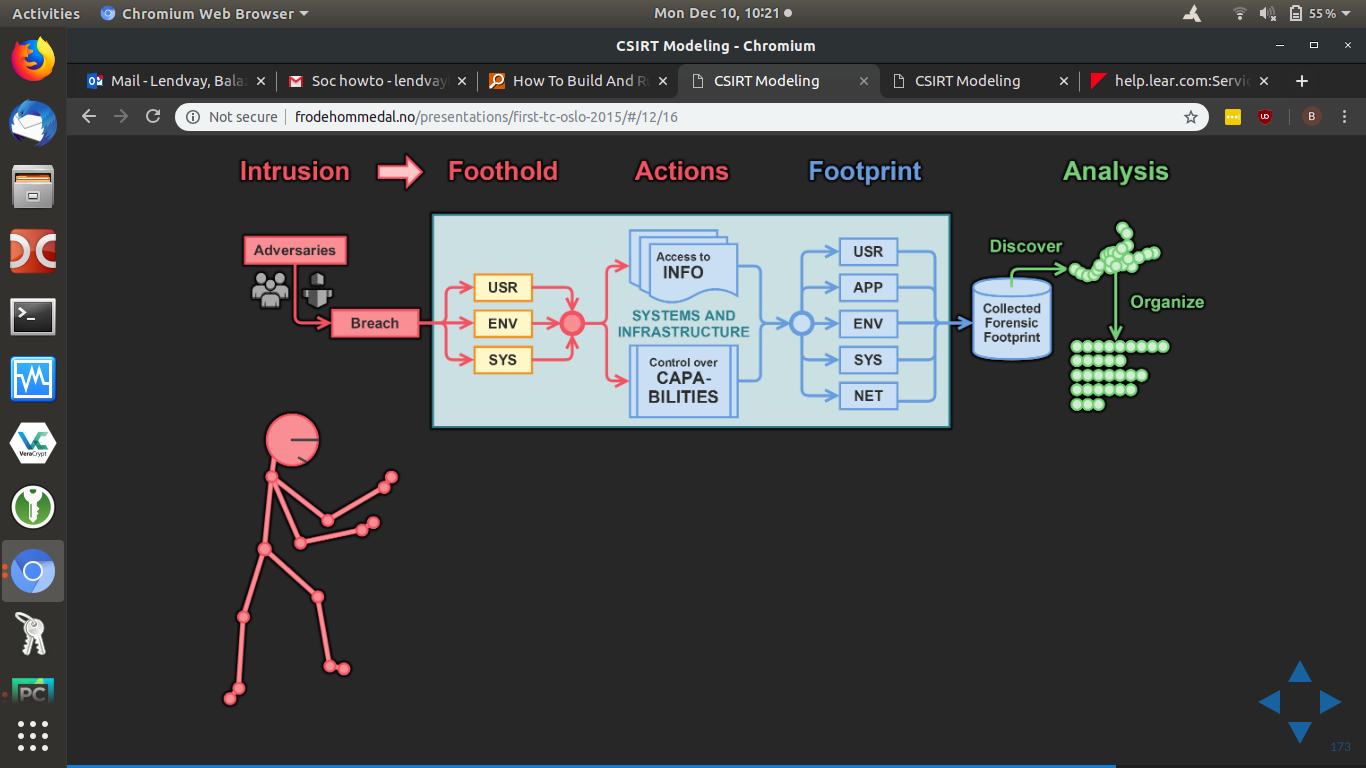 Activities
Chromium Web Browser
Mon Dec 10, 10:21
55 %
CSIRT Modeling - Chromium
Mail - Lendvay, Bala
Soc howto - lendvay
How To Build And R
CSIRT Modeling
CSIRT Modeling
help.lear.com:Servi
Not secure
frodehommedal.no/presentations/first-tc-oslo-2015/#/12/16
B
Intrusion
Foothold
Actions
Footprint
Analysis
Adversaries
Breach
USR
ENV
SYS
Access to
INFO
SYSTEMS AND
INFRASTRUCTURE
Control over
CAPA-
BILITIES
USR
APP
ENV
SYS
NET
Collected
Forensic
Footprint
Discover
Organize
VeraCrypt
PC
173